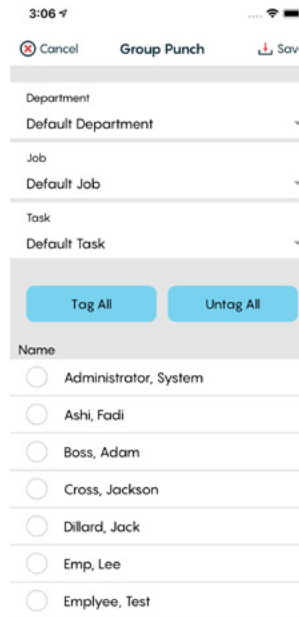 3:06
Cancel Group Punch Save
Department
Default Department
Job
Default Job
Task
Default Task
Tag All Untag All
Name
Administrator, System
Ashi, Fadi
Boss, Adam
Cross, Jackson
Dillard, Jack
Emp, Lee
Emplyee, Test